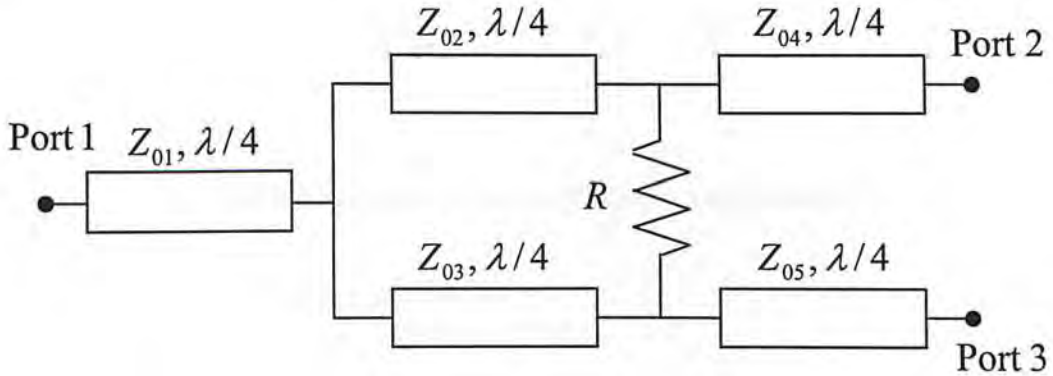 Z₀₂, λ/4
Z₀₄, λ/4
Port 2
Port 1
Z₀₁, λ/4
R
Z₀₃, λ/4
Z₀₅, λ/4
Port 3